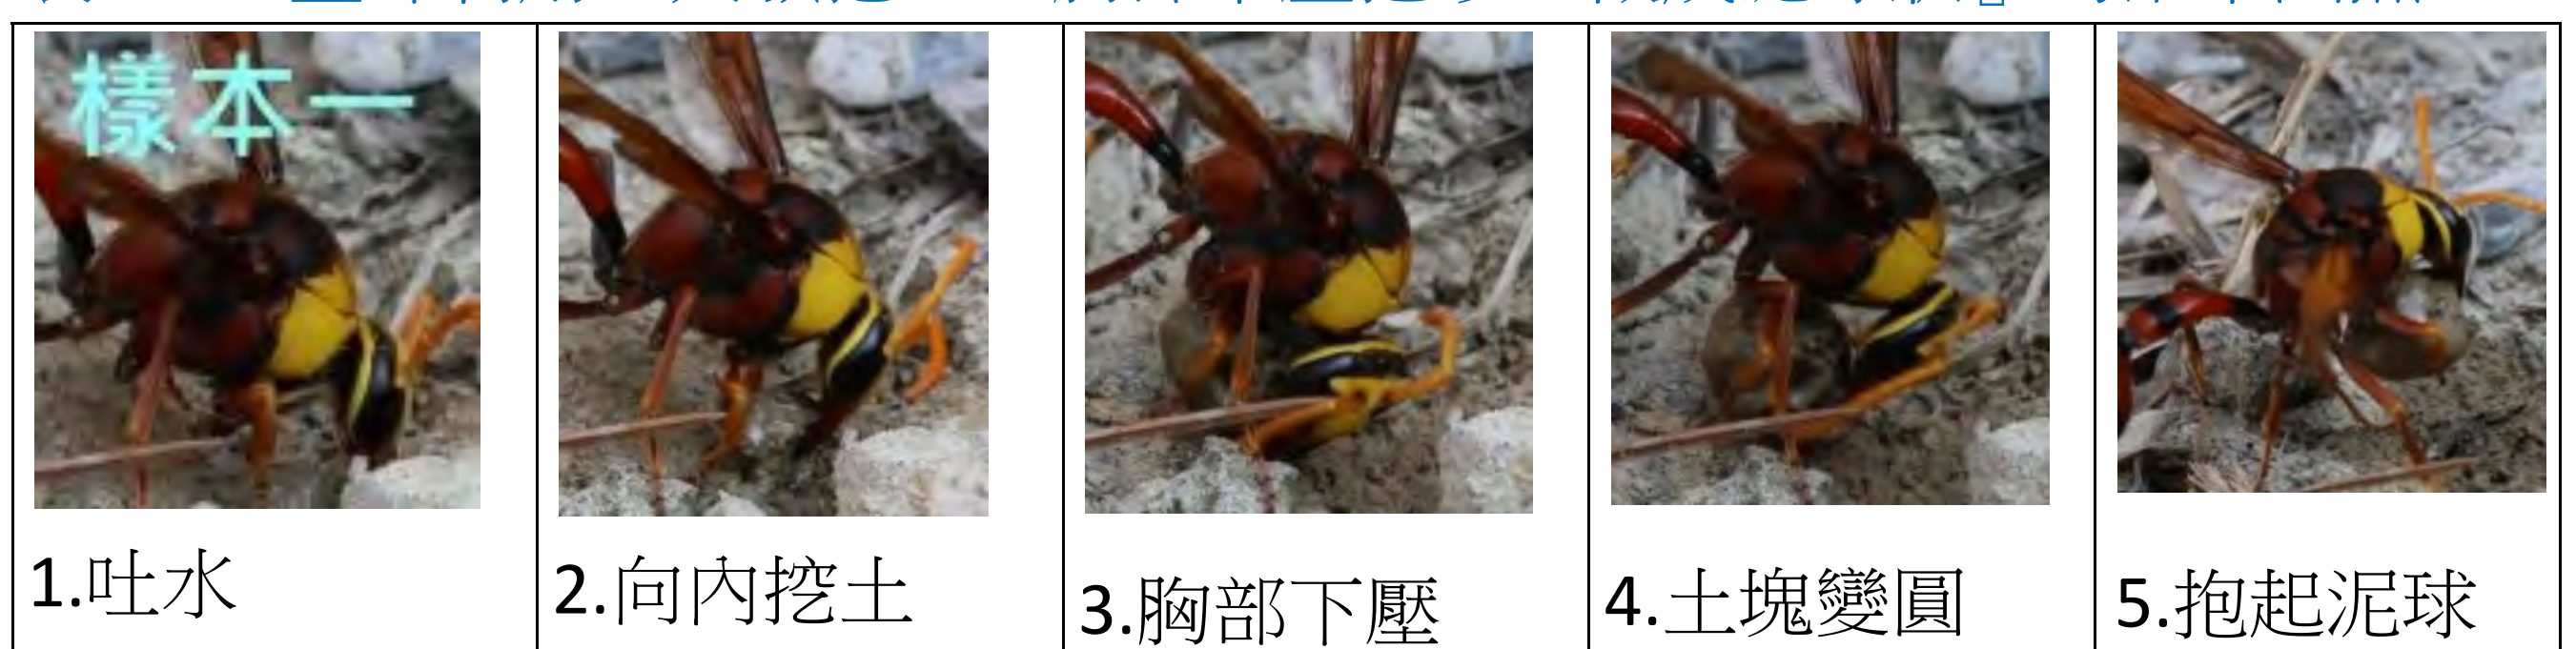 樣本一
1.吐水
2.向內挖土
3.胸部下壓
4.土塊變圓
5.抱起泥球